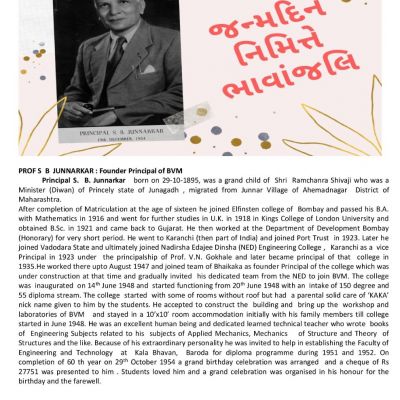 જન્મદિન
નિમિત્તે
ભાવાંજલિ
PRINCIPAL S. B. JUNNARKAR
19th DECEMBER, 1954
PROF S B JUNNARKAR : Founder Principal of BVM
Principal S. B. Junnarkar born on 29-10-1895, was a grand child of Shri Ramchanra Shivaji who was a
Minister (Diwan) of Princely state of Junagadh , migrated from Junnar Village of Ahemadnagar District of
Maharashtra.
After completion of Matriculation at the age of sixteen he joined Elfinsten college of Bombay and passed his B.A.
with Mathematics in 1916 and went for further studies in U.K. in 1918 in Kings College of London University and
obtained B.Sc. in 1921 and came back to Gujarat. He then worked at the Department of Development Bombay
(Honorary) for very short period. He went to Karachi (then part of India) and joined Port Trust in 1923. Later he
joined Vadodara State and ultimately joined Nadirsha Edajee Dinsha (NED) Engineering College , Karachia as a vice
Principal in 1923 under the principalship of Prof. V.N. Gokhale and later became principal of that college in
1935.He worked there upto August 1947 and joined team of Bhaikaka as founder Principal of the college which was
under construction at that time and gradually invited his dedicated team from the NED to join BVM. The college
was inaugurated on 14th June 1948 and started functioning from 20th June 1948 with an intake of 150 degree and
55 diploma stream. The college started with some of rooms without roof but had a parental solid care of 'KAKA'
nick name given to him by the students. He accepted to construct the building and bring up the workshop and
laboratories of BVM and stayed in a 10'x10' room accommodation initially with his family members till college
started in June 1948. He was an excellent human being and dedicated learned technical teacher who wrote books
of Engineering Subjects related to his subjects of Applied Mechanics, Mechanics of Structure and Theory of
Structures and the like. Because of his extraordinary personality he was invited to help in establishing the Faculty of
Engineering and Technology at Kala Bhavan, Baroda for diploma programme during 1951 and 1952. On
completion of 60 th year on 29th October 1954 a grand birthday celebration was arranged and a cheque of Rs
27751 was presented to him . Students loved him and a grand celebration was organised in his honour for the
birthday and the farewell.